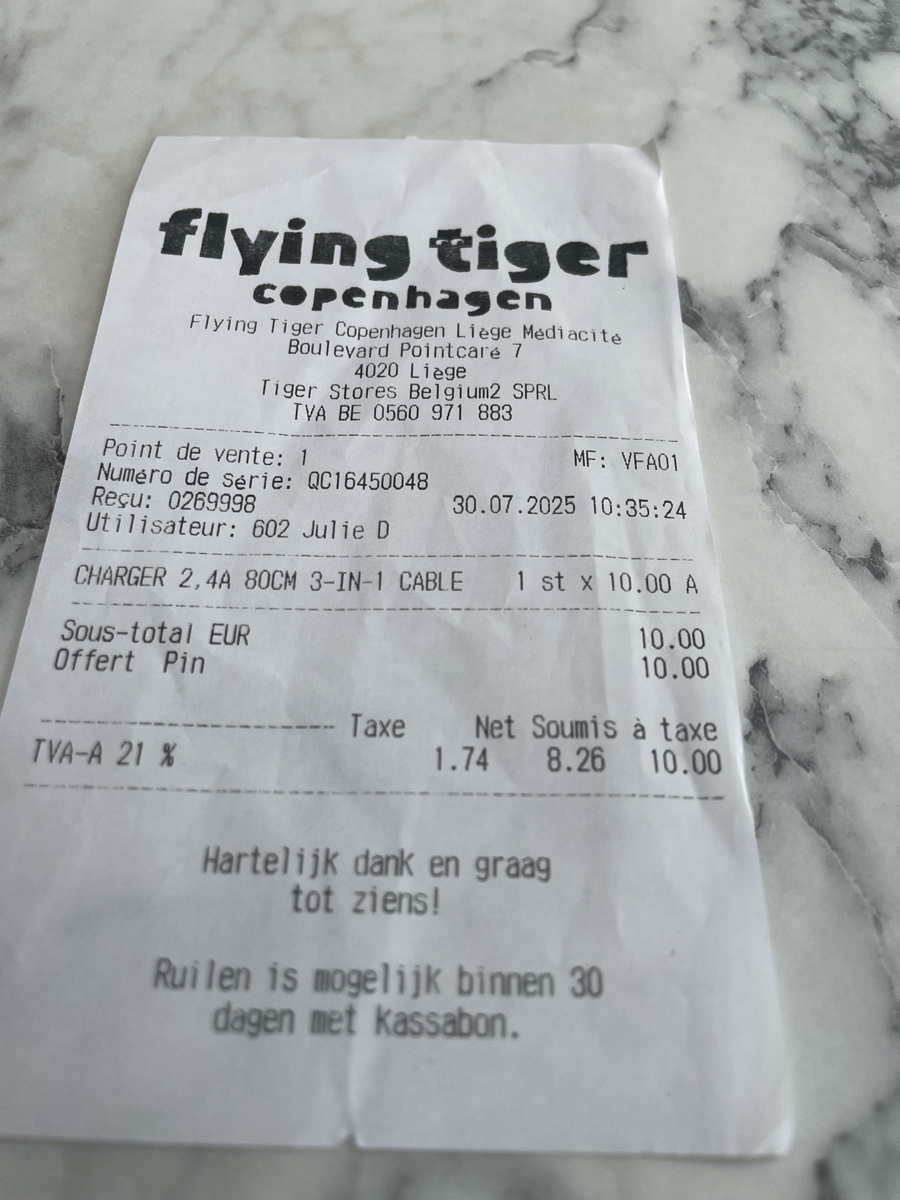 flying tiger
copenhagen
Flying Tiger Copenhagen Liège Médiacité
Boulevard Pointcaré 7
4020 Liège
Tiger Stores Belgium2 SPRL
TVA BE 0560 971 883
Point de vente: 1 MF: VFA01
Numéro de série: QC16450048
Reçu: 0269998 30.07.2025 10:35:24
Utilisateur: 602 Julie D
CHARGER 2,4A 80CM 3-IN-1 CABLE 1 st x 10.00 A
Sous-total EUR 10.00
Offert Pin 10.00
Taxe Net Soumis à taxe
TVA-A 21 % 1.74 8.26 10.00
Hartelijk dank en graag
tot ziens!
Ruilen is mogelijk binnen 30
dagen met kassabon.